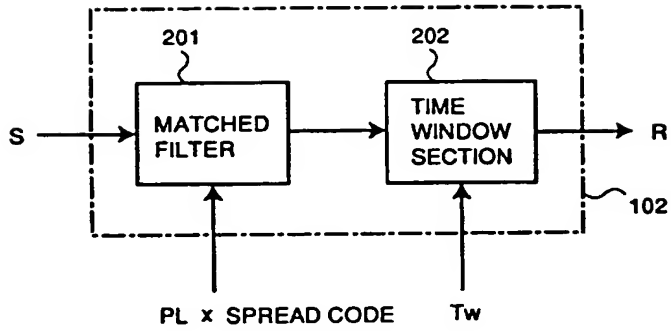 201
202
S
MATCHED
FILTER
TIME
WINDOW
SECTION
R
102
PL x SPREAD CODE
Tw